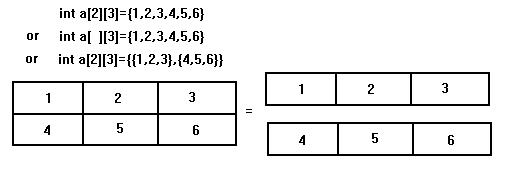 int a[2][3]={1,2,3,4,5,6}
or int a[ ][3]={1,2,3,4,5,6}
or int a[2][3]={{1,2,3},{4,5,6}}
1 2 3
4 5 6
=
1 2 3
4 5 6